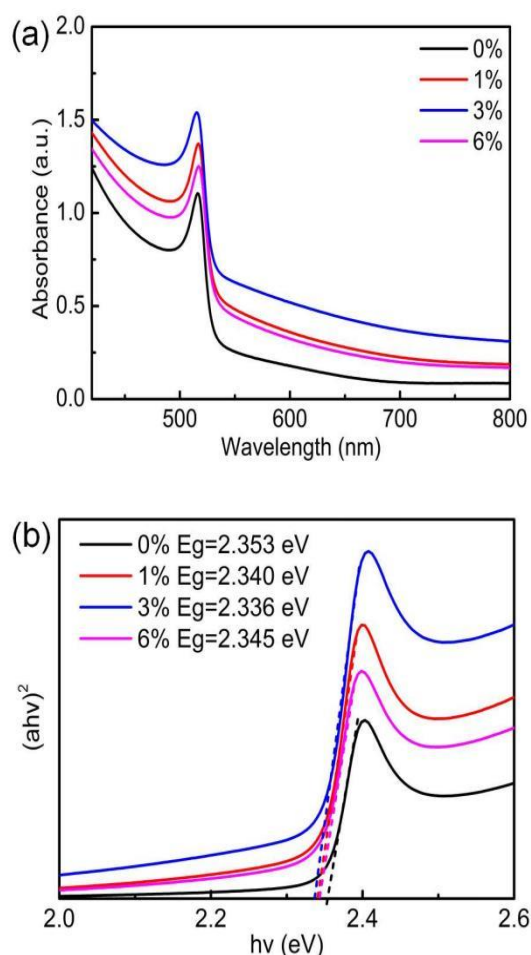 (a)
2.0
1.5
1.0
0.5
0.0
Absorbance (a.u.)
0%
1%
3%
6%
500 600 700 800
Wavelength (nm)
(b)
0% Eg=2.353 eV
1% Eg=2.340 eV
3% Eg=2.336 eV
6% Eg=2.345 eV
(ahv)²
2.0 2.2 2.4 2.6
hv (eV)